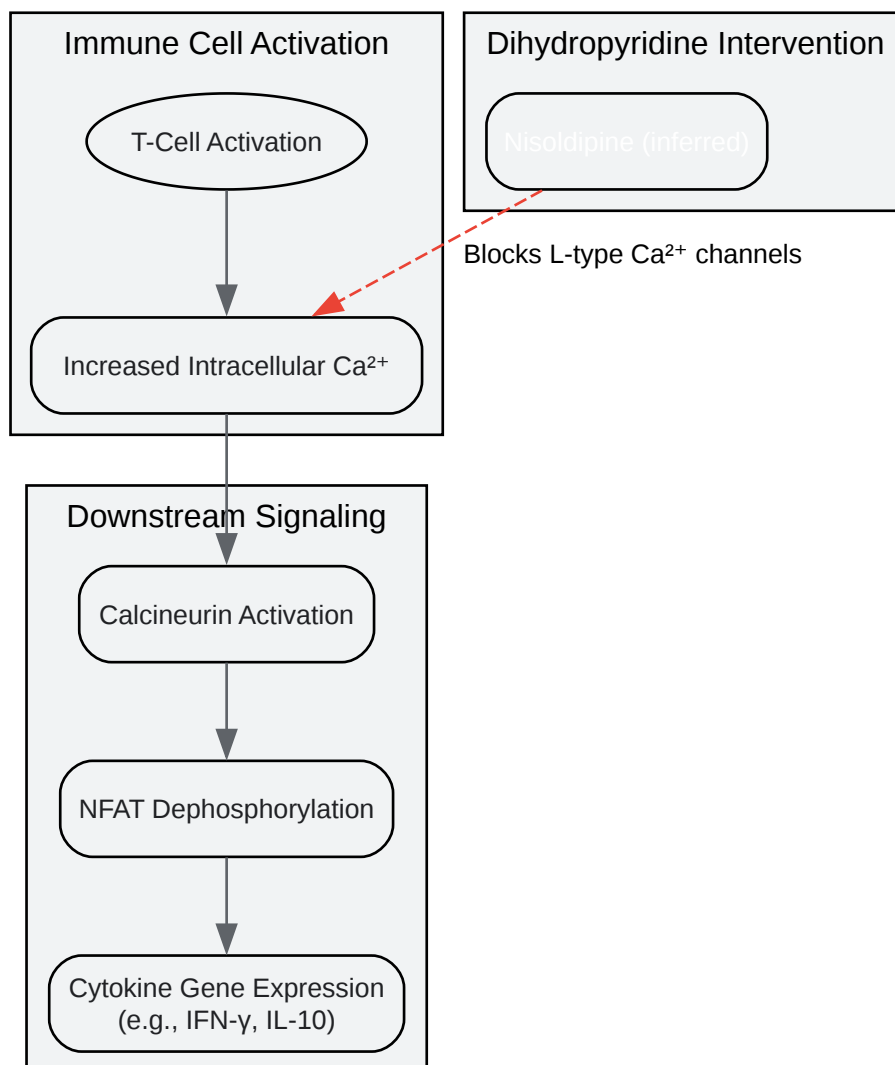 Immune Cell Activation
Dihydropyridine Intervention
T-Cell Activation
Nisoldipine (inferred)
Blocks L-type Ca²⁺ channels
Increased Intracellular Ca²⁺
Downstream Signaling
Calcineurin Activation
NFAT Dephosphorylation
Cytokine Gene Expression
(e.g., IFN-γ, IL-10)